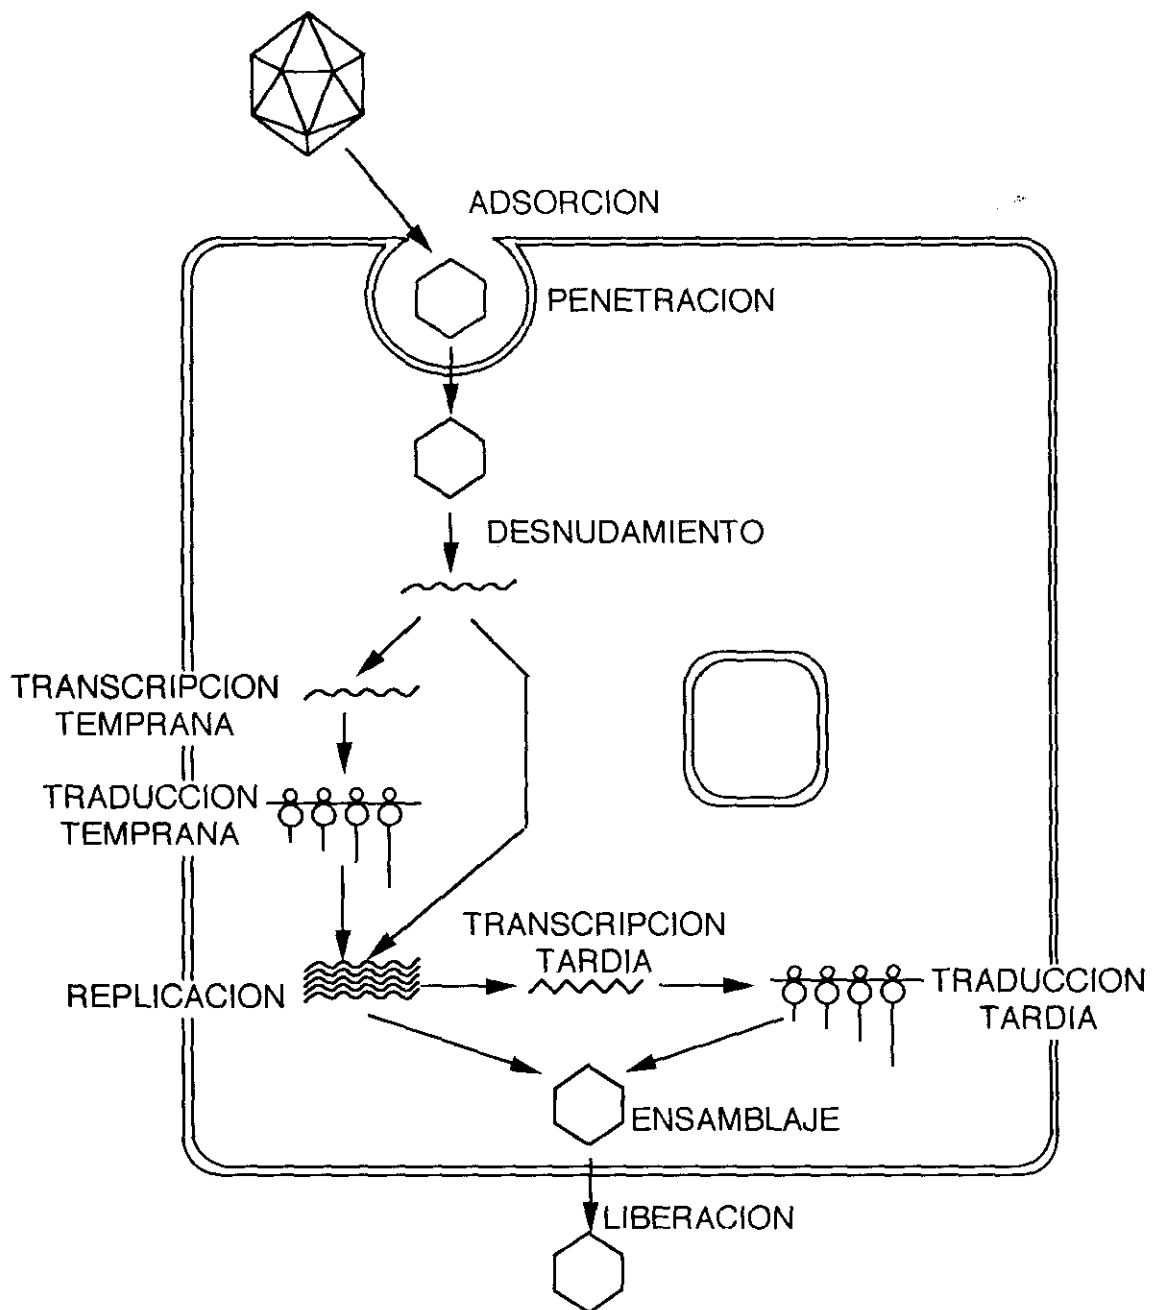 ADSORCION
PENETRACION
DESNUDAMIENTO
TRANSCRIPCION
TEMPRANA
TRADUCCION
TEMPRANA
TRANSCRIPCION
TARDIA
REPLICACION
TRADUCCION
TARDIA
ENSAMBLAJE
LIBERACION